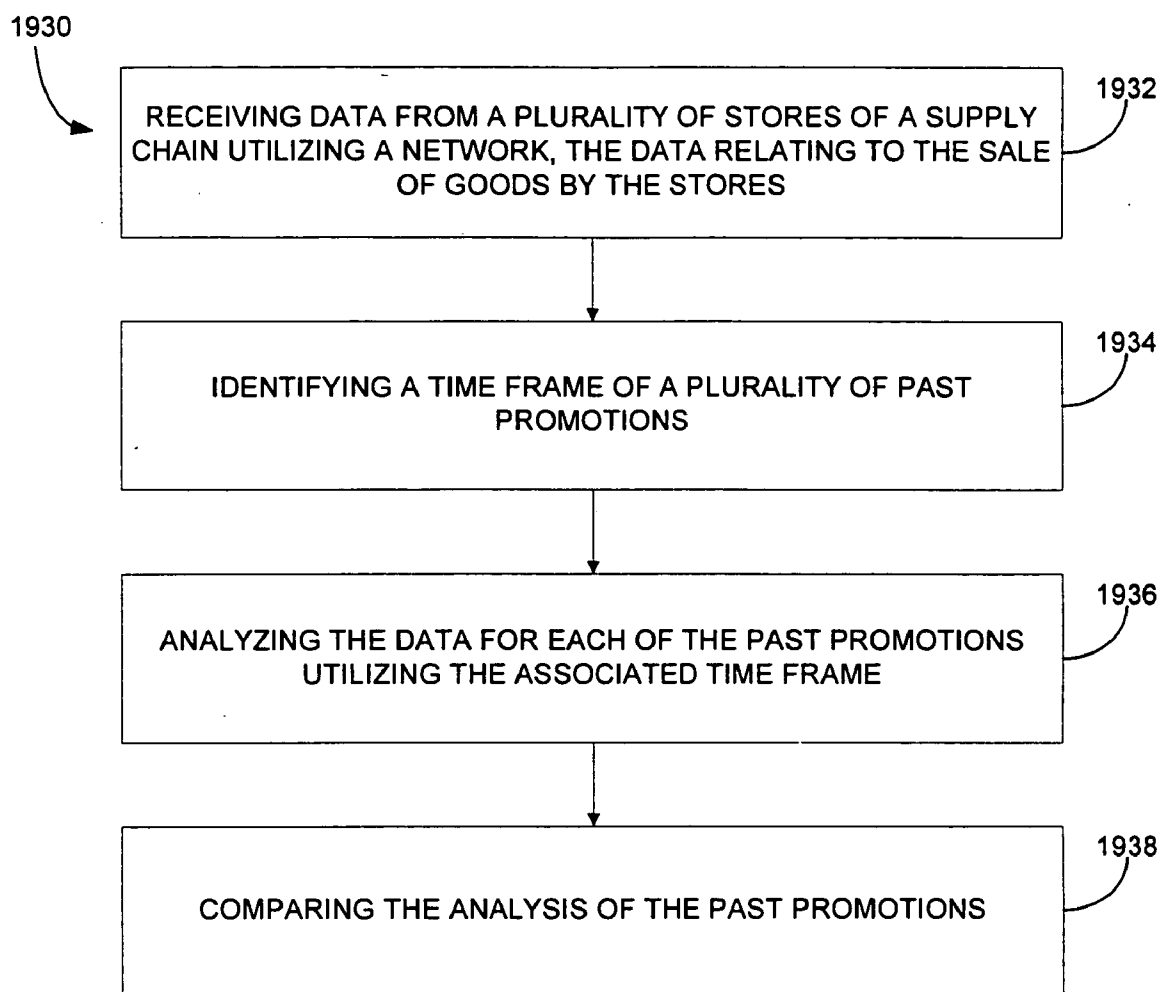 1930
1932
RECEIVING DATA FROM A PLURALITY OF STORES OF A SUPPLY
CHAIN UTILIZING A NETWORK, THE DATA RELATING TO THE SALE
OF GOODS BY THE STORES
1934
IDENTIFYING A TIME FRAME OF A PLURALITY OF PAST
PROMOTIONS
1936
ANALYZING THE DATA FOR EACH OF THE PAST PROMOTIONS
UTILIZING THE ASSOCIATED TIME FRAME
1938
COMPARING THE ANALYSIS OF THE PAST PROMOTIONS